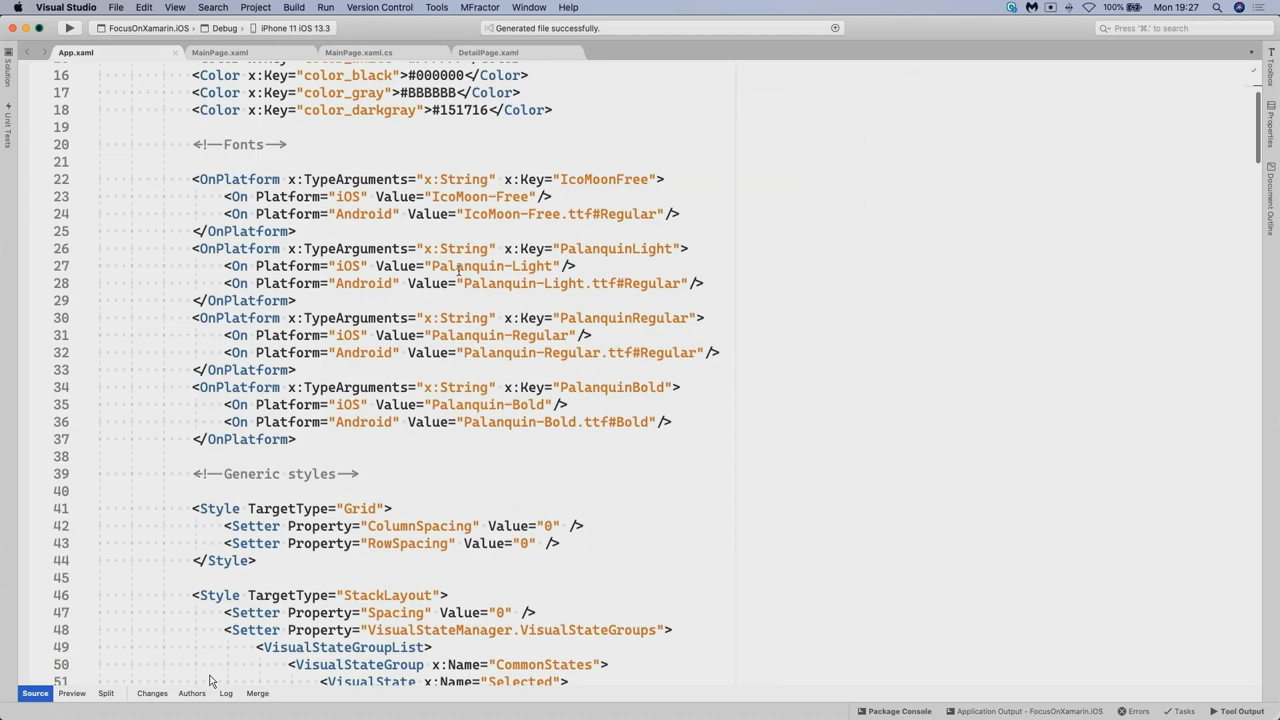 Visual Studio File Edit View Search Project Build Run Version Control Tools MFractor Window Help 100% Mon 19:27
FocusOnXamarin.iOS Debug iPhone 11 iOS 13.3 Generated file successfully. Press '⌘.' to search
App.xaml MainPage.xaml MainPage.xaml.cs DetailPage.xaml
Solution
Unit Tests
Toolbox
Properties
Document Outline
16 <Color x:Key="color_black">#000000</Color>
17 <Color x:Key="color_gray">#BBBBBB</Color>
18 <Color x:Key="color_darkgray">#151716</Color>
19
20 <!--Fonts-->
21
22 <OnPlatform x:TypeArguments="x:String" x:Key="IcoMoonFree">
23 <On Platform="iOS" Value="IcoMoon-Free"/>
24 <On Platform="Android" Value="IcoMoon-Free.ttf#Regular"/>
25 </OnPlatform>
26 <OnPlatform x:TypeArguments="x:String" x:Key="PalanquinLight">
27 <On Platform="iOS" Value="Palanquin-Light"/>
28 <On Platform="Android" Value="Palanquin-Light.ttf#Regular"/>
29 </OnPlatform>
30 <OnPlatform x:TypeArguments="x:String" x:Key="PalanquinRegular">
31 <On Platform="iOS" Value="Palanquin-Regular"/>
32 <On Platform="Android" Value="Palanquin-Regular.ttf#Regular"/>
33 </OnPlatform>
34 <OnPlatform x:TypeArguments="x:String" x:Key="PalanquinBold">
35 <On Platform="iOS" Value="Palanquin-Bold"/>
36 <On Platform="Android" Value="Palanquin-Bold.ttf#Bold"/>
37 </OnPlatform>
38
39 <!--Generic styles-->
40
41 <Style TargetType="Grid">
42 <Setter Property="ColumnSpacing" Value="0" />
43 <Setter Property="RowSpacing" Value="0" />
44 </Style>
45
46 <Style TargetType="StackLayout">
47 <Setter Property="Spacing" Value="0" />
48 <Setter Property="VisualStateManager.VisualStateGroups">
49 <VisualStateGroupList>
50 <VisualStateGroup x:Name="CommonStates">
51 <VisualState x:Name="Selected">
Source Preview Split Changes Authors Log Merge
Package Console Application Output - FocusOnXamarin.iOS Errors Tasks Tool Output